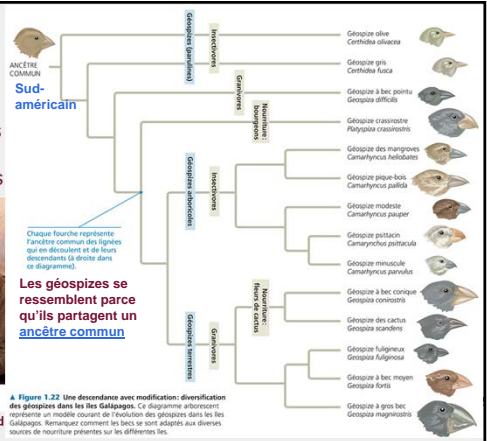 ANCÊTRE
COMMUN
Sud-
américain
Géospizes (parulines)
Insectivores
Géospize olive
Certhidea olivacea
Géospize gris
Certhidea fusca
Granivores
Géospize à bec pointu
Geospiza difficilis
Nourriture:
bourgeons
Géospize crassirostre
Platyspiza crassirostris
Géospizes arboricoles
Insectivores
Géospize des mangroves
Camarhyncus heliobates
Géospize pique-bois
Camarhyncus pallida
Géospize modeste
Camarhyncus pauper
Géospize psittacin
Camarynchus psittacula
Géospize minuscule
Camarhyncus parvulus
Chaque fourche représente
l'ancêtre commun des lignées
qui en découlent et de leurs
descendants (à droite dans
ce diagramme).
Les géospizes se
ressemblent parce
qu'ils partagent un
ancêtre commun
Géospizes terrestres
Granivores
Nourriture:
fleurs de cactus
Géospize à bec conique
Geospiza conirostris
Géospize des cactus
Geospiza scandens
Géospize fuligineux
Geospiza fuliginosa
Géospize à bec moyen
Geospiza fortis
Géospize à gros bec
Geospiza magnirostris
▲ Figure 1.22 Une descendance avec modification: diversification
des géospizes dans les îles Galápagos. Ce diagramme arborescent
représente un modèle courant de l'évolution des géospizes dans les îles
Galápagos. Remarquez comment les becs se sont adaptés aux diverses
sources de nourriture présentes sur les différentes îles.